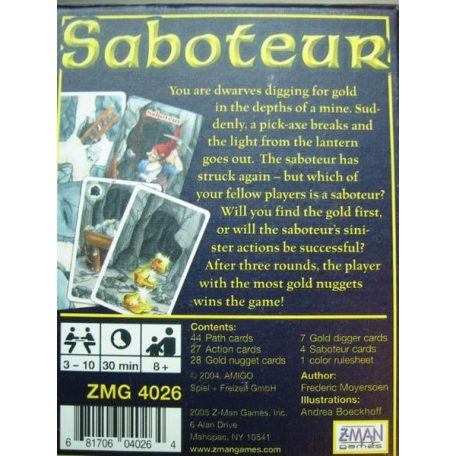 Saboteur
You are dwarves digging for gold
in the depths of a mine. Sud-
denly, a pick-axe breaks and
the light from the lantern
goes out. The saboteur has
struck again – but which of
your fellow players is a saboteur?
Will you find the gold first,
or will the saboteur's sini-
ster actions be successful?
After three rounds, the player
with the most gold nuggets
wins the game!
Saboteur
3 – 10
30 min
8+
ZMG 4026
6 81706 04026 4
Contents:
44 Path cards
27 Action cards
28 Gold nugget cards
7 Gold digger cards
4 Saboteur cards
1 color rulesheet
© 2004, AMIGO
Spiel + Freizeit GmbH
Author:
Frederic Moyersoen
Illustrations:
Andrea Boeckhoff
2005 Z-Man Games, Inc.
6 Alan Drive
Mahopac, NY 10541
www.zmangames.com
Z-MAN
games